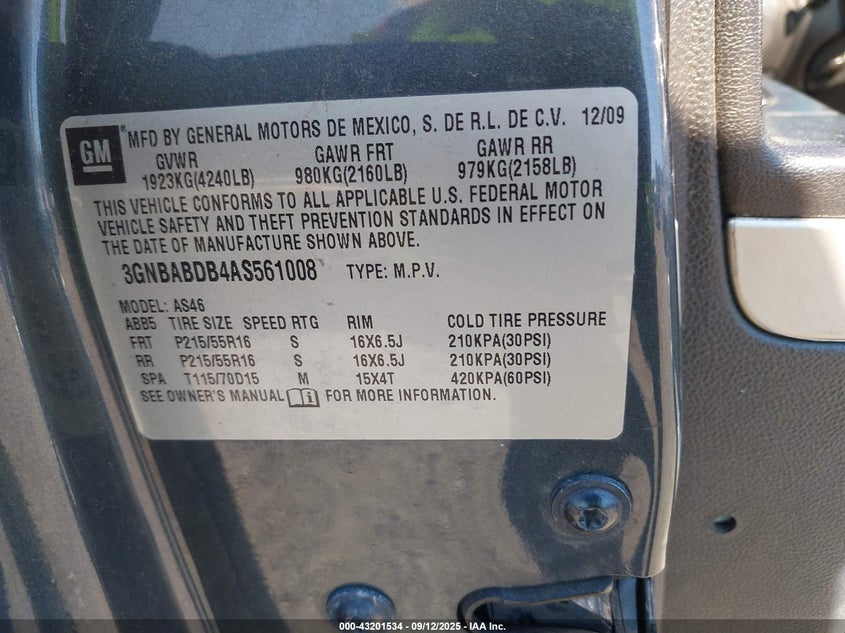 GM
® MFD BY GENERAL MOTORS DE MEXICO, S. DE R.L. DE C.V. 12/09
GVWR GAWR FRT GAWR RR
1923KG(4240LB) 980KG(2160LB) 979KG(2158LB)
THIS VEHICLE CONFORMS TO ALL APPLICABLE U.S. FEDERAL MOTOR
VEHICLE SAFETY AND THEFT PREVENTION STANDARDS IN EFFECT ON
THE DATE OF MANUFACTURE SHOWN ABOVE.
3GNBABDB4AS561008 TYPE: M.P.V.
MODEL: AS46
ABB5 TIRE SIZE SPEED RTG RIM COLD TIRE PRESSURE
FRT P215/55R16 S 16X6.5J 210KPA(30PSI)
RR P215/55R16 S 16X6.5J 210KPA(30PSI)
SPA T115/70D15 M 15X4T 420KPA(60PSI)
SEE OWNER'S MANUAL i FOR MORE INFORMATION.
000-43201534 - 09/12/2025 - IAA Inc.